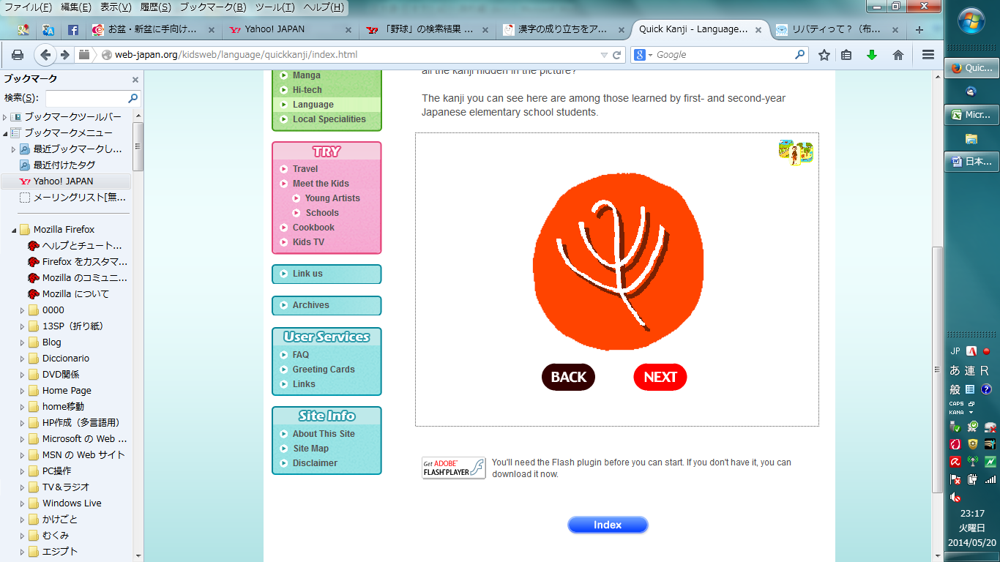 ファイル(F) 編集(E) 表示(V) 履歴(S) ブックマーク(B) ツール(T) ヘルプ(H)
お盆・新盆に手向け... Yahoo! JAPAN 「野球」の検索結果 ... 漢字の成り立ちをア... Quick Kanji - Language... リバティって？（布...
web-japan.org/kidsweb/language/quickkanji/index.html
Google
ブックマーク
検索(S):
ブックマークツールバー
ブックマークメニュー
最近ブックマークし...
最近付けたタグ
Yahoo! JAPAN
メーリングリスト[無...
Mozilla Firefox
ヘルプとチュート...
Firefox をカスタマ...
Mozilla のコミュニ...
Mozilla について
0000
13SP（折り紙）
Blog
Diccionario
DVD関係
Home Page
home移動
HP作成（多言語用）
Microsoft の Web ...
MSN の Web サイト
PC操作
TV＆ラジオ
Windows Live
かけごと
むくみ
エジプト
Manga
Hi-tech
Language
Local Specialities
TRY
Travel
Meet the Kids
Young Artists
Schools
Cookbook
Kids TV
Link us
Archives
User Services
FAQ
Greeting Cards
Links
Site Info
About This Site
Site Map
Disclaimer
all the kanji hidden in the picture?
The kanji you can see here are among those learned by first- and second-year
Japanese elementary school students.
BACK NEXT
Get ADOBE FLASH PLAYER
You'll need the Flash plugin before you can start. If you don't have it, you can
download it now.
Index
Quic...
Micr...
日本...
JP
あ 連 R
般
CAPS
KANA
23:17
火曜日
2014/05/20